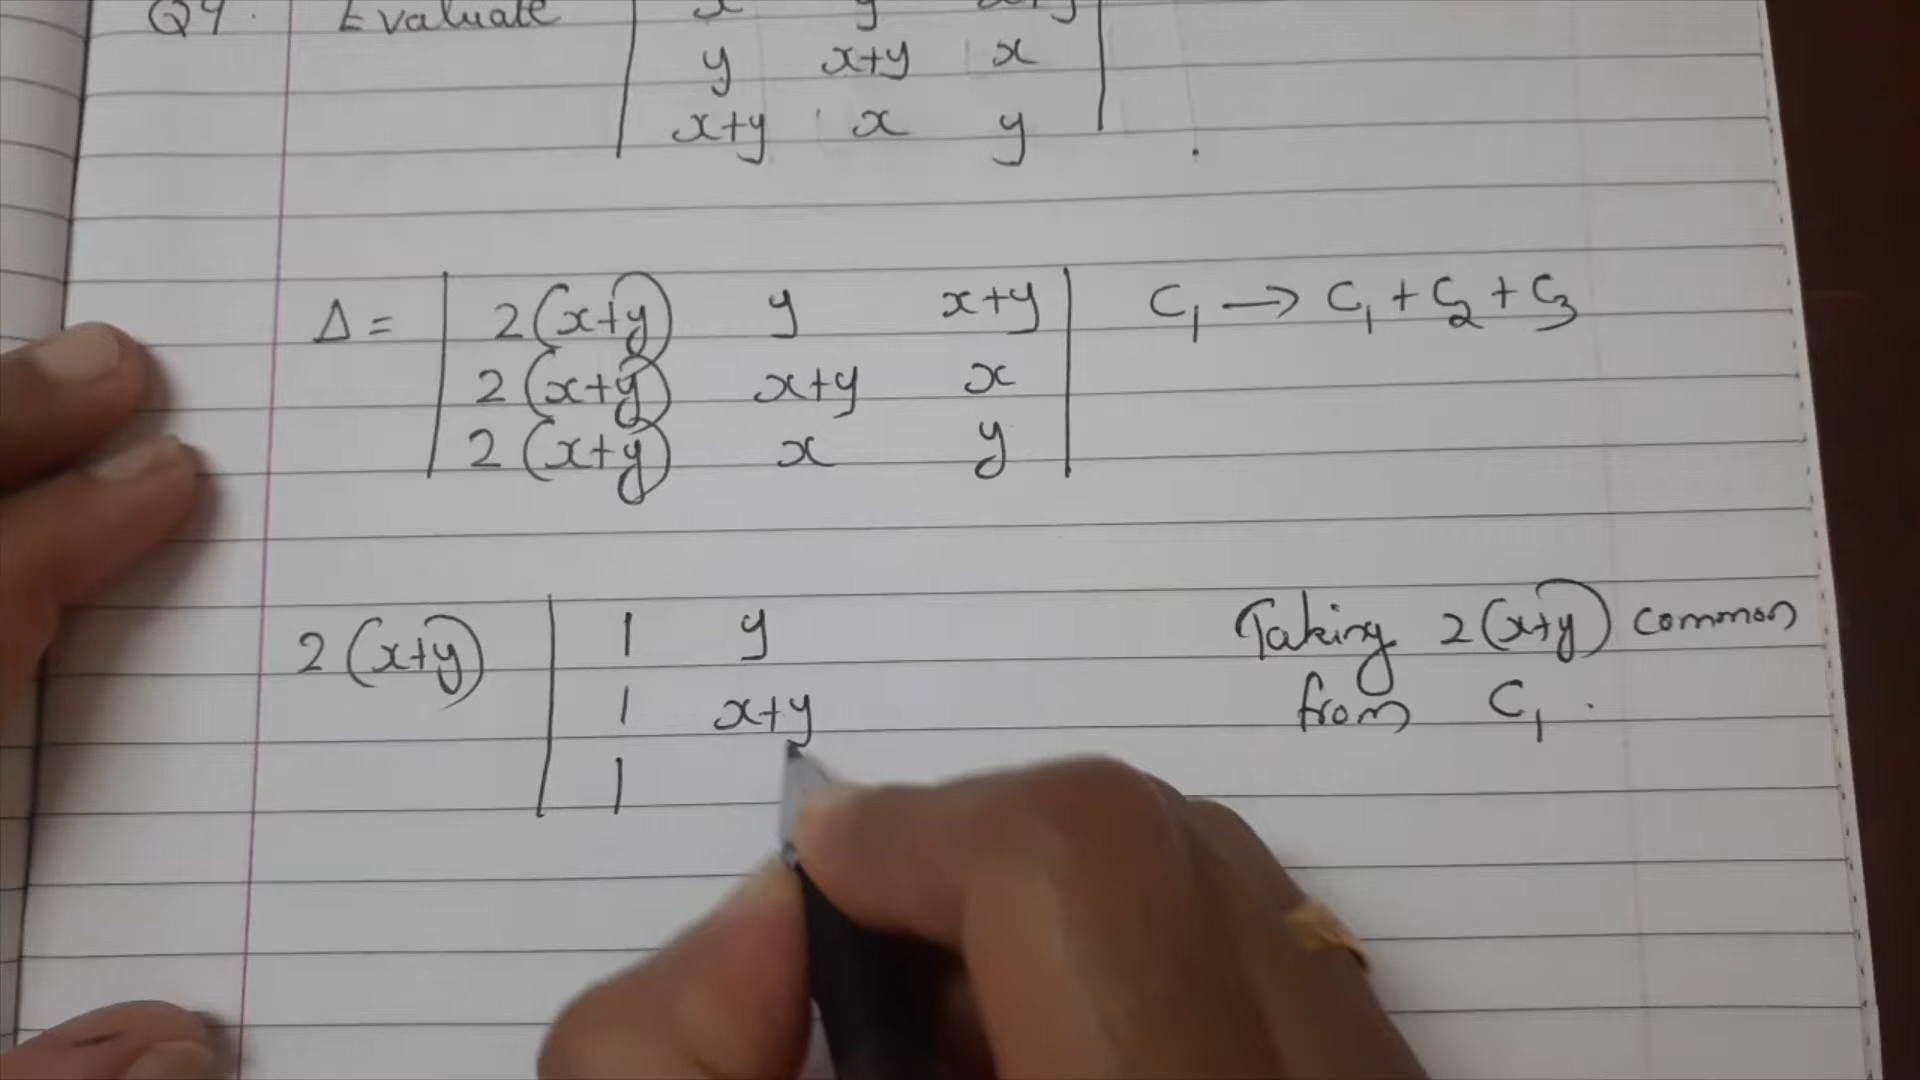 Q9. Evaluate | x y x+y |
| y x+y x |
| x+y x y |
Δ = | 2(x+y) y x+y | C₁ → C₁ + C₂ + C₃
| 2(x+y) x+y x |
| 2(x+y) x y |
2(x+y) | 1 y Taking 2(x+y) common
| 1 x+y from C₁.
| 1